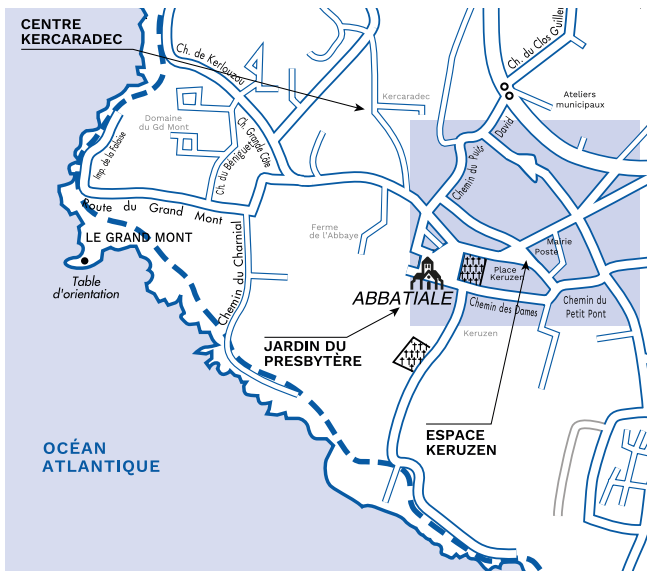 CENTRE
KERCARADEC
Ch. de Kerlouzou
Ch. du Clos Guiller
Kercaradec
Ateliers
municipaux
Domaine
du Gd Mont
Imp. de la Falaise
Ch. Grande Côte
Ch. du Béniguet
Chemin du Puits
David
Route du Grand Mont
LE GRAND MONT
Table
d'orientation
Chemin du Charnial
Ferme
de l'Abbaye
Mairie
Poste
Place
Keruzen
ABBATIALE
Chemin des Dames
Chemin du
Petit Pont
Keruzen
JARDIN DU
PRESBYTÈRE
ESPACE
KERUZEN
OCÉAN
ATLANTIQUE